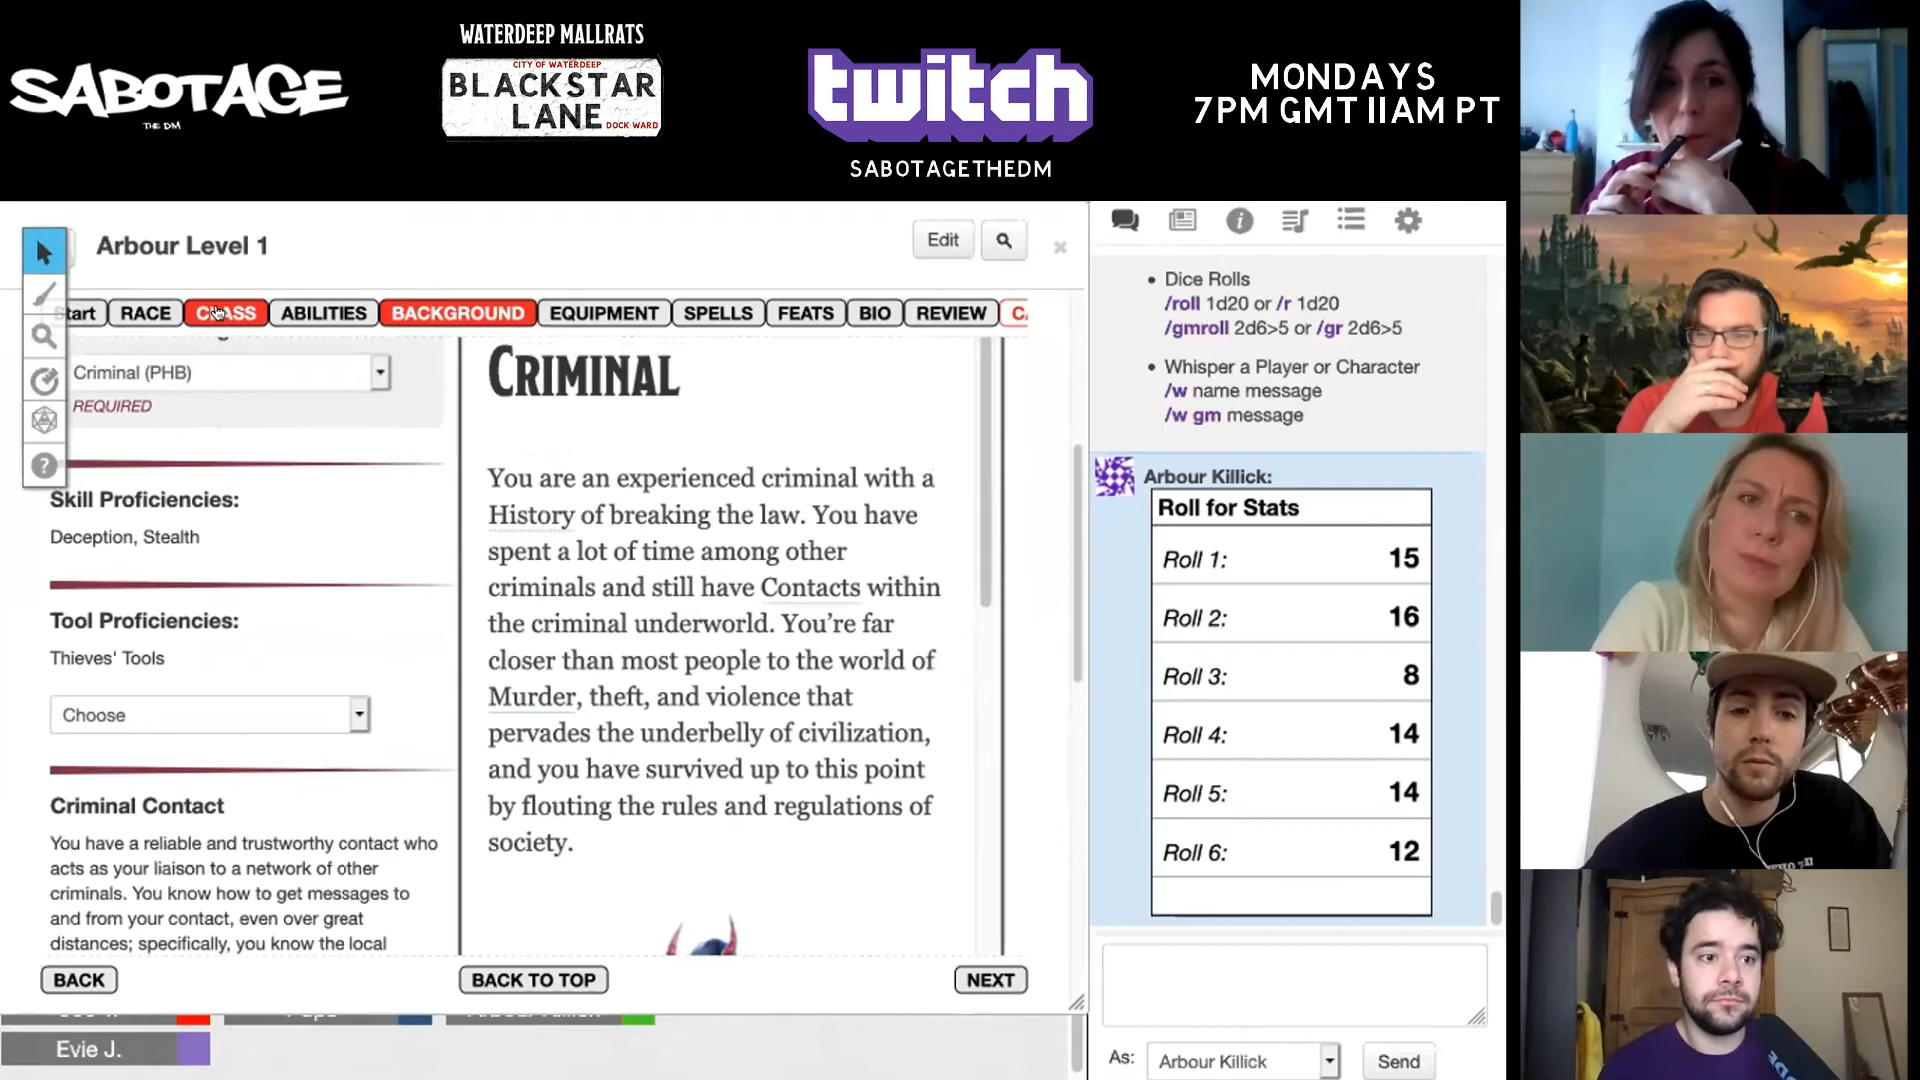 SABOTAGE
THE DM
WATERDEEP MALLRATS
CITY OF WATERDEEP
BLACKSTAR
LANE
DOCK WARD
twitch
SABOTAGETHEDM
MONDAYS
7PM GMT 11AM PT
Arbour Level 1
Edit
Start RACE CLASS ABILITIES BACKGROUND EQUIPMENT SPELLS FEATS BIO REVIEW
Criminal (PHB)
REQUIRED
Skill Proficiencies:
Deception, Stealth
Tool Proficiencies:
Thieves' Tools
Choose
Criminal Contact
You have a reliable and trustworthy contact who
acts as your liaison to a network of other
criminals. You know how to get messages to
and from your contact, even over great
distances; specifically, you know the local
CRIMINAL
You are an experienced criminal with a
History of breaking the law. You have
spent a lot of time among other
criminals and still have Contacts within
the criminal underworld. You're far
closer than most people to the world of
Murder, theft, and violence that
pervades the underbelly of civilization,
and you have survived up to this point
by flouting the rules and regulations of
society.
BACK
BACK TO TOP
NEXT
Evie J.
• Dice Rolls
/roll 1d20 or /r 1d20
/gmroll 2d6>5 or /gr 2d6>5
• Whisper a Player or Character
/w name message
/w gm message
Arbour Killick:
Roll for Stats
Roll 1: 15
Roll 2: 16
Roll 3: 8
Roll 4: 14
Roll 5: 14
Roll 6: 12
As: Arbour Killick
Send